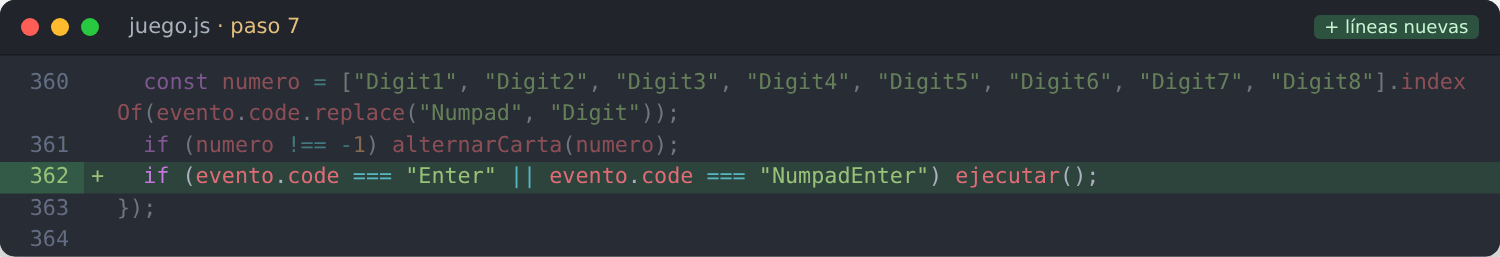 juego.js · paso 7
+ líneas nuevas
360 const numero = ["Digit1", "Digit2", "Digit3", "Digit4", "Digit5", "Digit6", "Digit7", "Digit8"].index
Of(evento.code.replace("Numpad", "Digit"));
361 if (numero !== -1) alternarCarta(numero);
362 + if (evento.code === "Enter" || evento.code === "NumpadEnter") ejecutar();
363 });
364